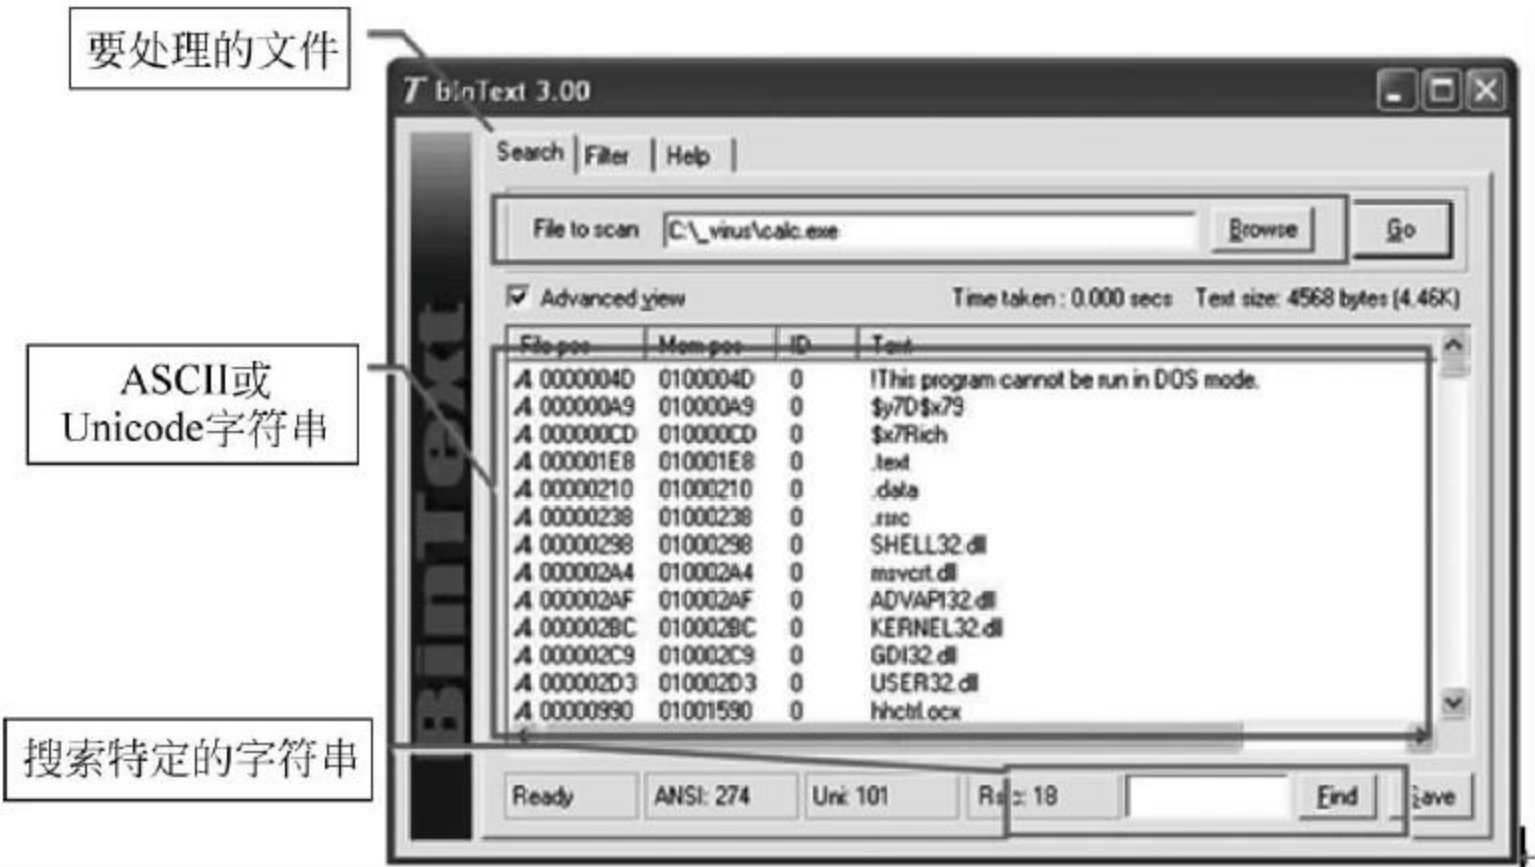 要处理的文件
BinText 3.00
Search Filter Help
File to scan C:\_virus\calc.exe Browse Go
Advanced view Time taken : 0.000 secs Text size: 4568 bytes (4.46K)
File pos Mem pos ID Text
ASCII或
Unicode字符串
A 0000004D 0100004D 0 !This program cannot be run in DOS mode.
A 000000A9 010000A9 0 $y7D$x79
A 000000CD 010000CD 0 $x7Rich
A 000001E8 010001E8 0 .text
A 00000210 01000210 0 .data
A 00000238 01000238 0 .rsrc
A 00000298 01000298 0 SHELL32.dll
A 000002A4 010002A4 0 msvcrt.dll
A 000002AF 010002AF 0 ADVAPI32.dll
A 000002BC 010002BC 0 KERNEL32.dll
A 000002C9 010002C9 0 GDI32.dll
A 000002D3 010002D3 0 USER32.dll
A 00000990 01001590 0 hhctrl.ocx
BinText
搜索特定的字符串
Ready ANSI: 274 Uni: 101 Rsrc: 18 Find Save